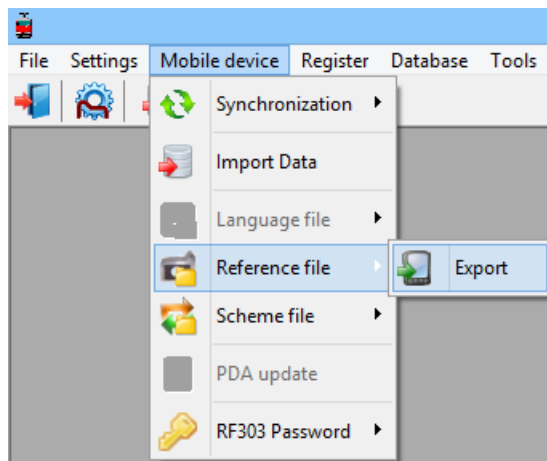 File Settings Mobile device Register Database Tools
Synchronization
Import Data
Language file
Reference file Export
Scheme file
PDA update
RF303 Password